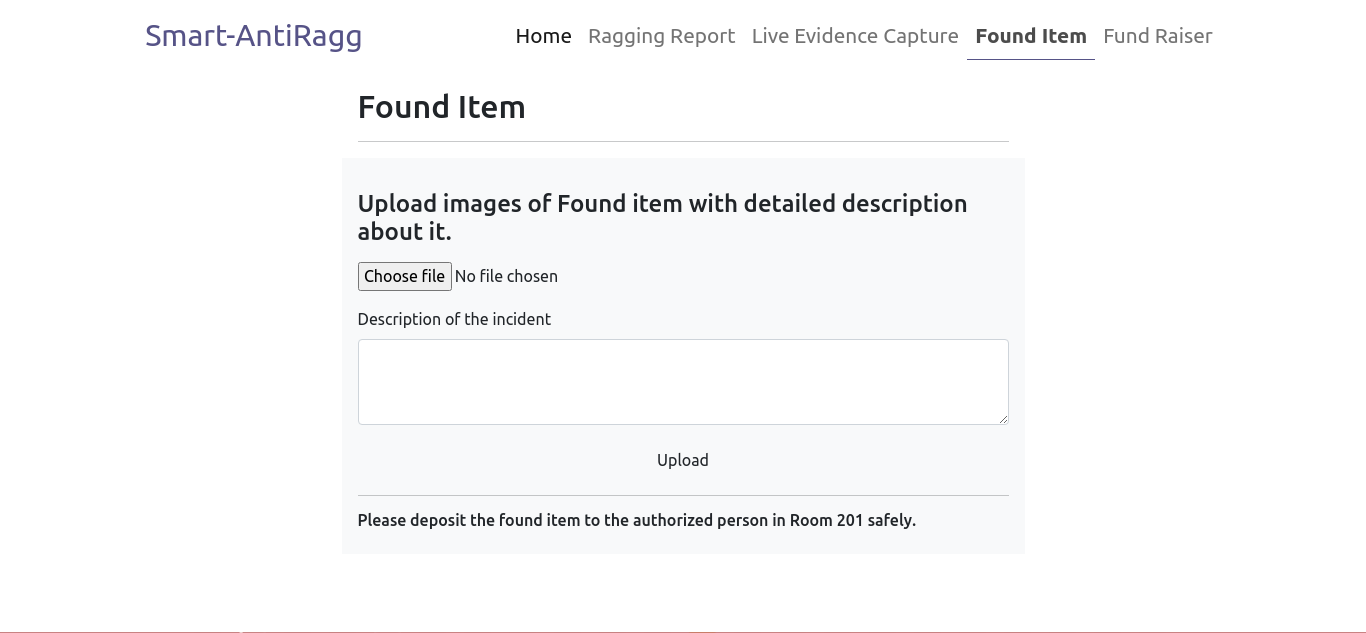 Smart-AntiRagg Home Ragging Report Live Evidence Capture Found Item Fund Raiser
Found Item
Upload images of Found item with detailed description
about it.
Choose file No file chosen
Description of the incident
Upload
Please deposit the found item to the authorized person in Room 201 safely.